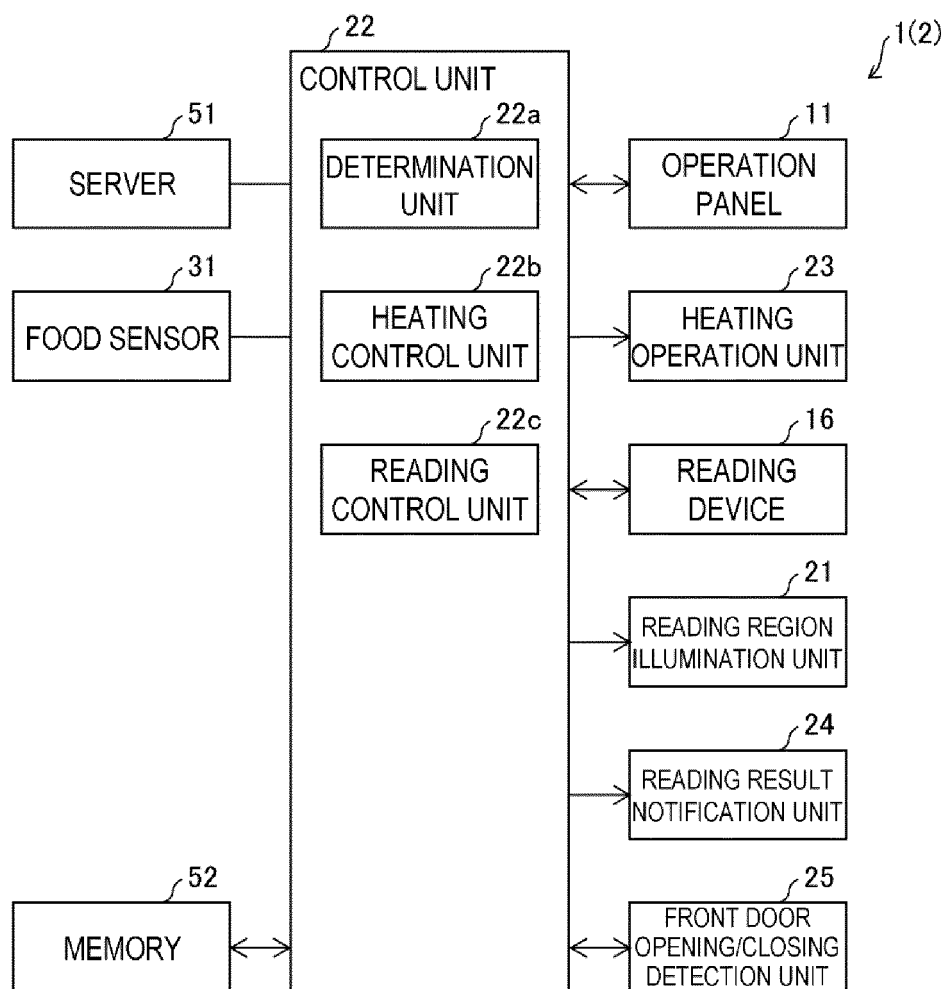 1(2)
22
CONTROL UNIT
51
SERVER
22a
DETERMINATION
UNIT
11
OPERATION
PANEL
31
FOOD SENSOR
22b
HEATING
CONTROL UNIT
23
HEATING
OPERATION UNIT
22c
READING
CONTROL UNIT
16
READING
DEVICE
21
READING REGION
ILLUMINATION UNIT
24
READING RESULT
NOTIFICATION UNIT
52
MEMORY
25
FRONT DOOR
OPENING/CLOSING
DETECTION UNIT